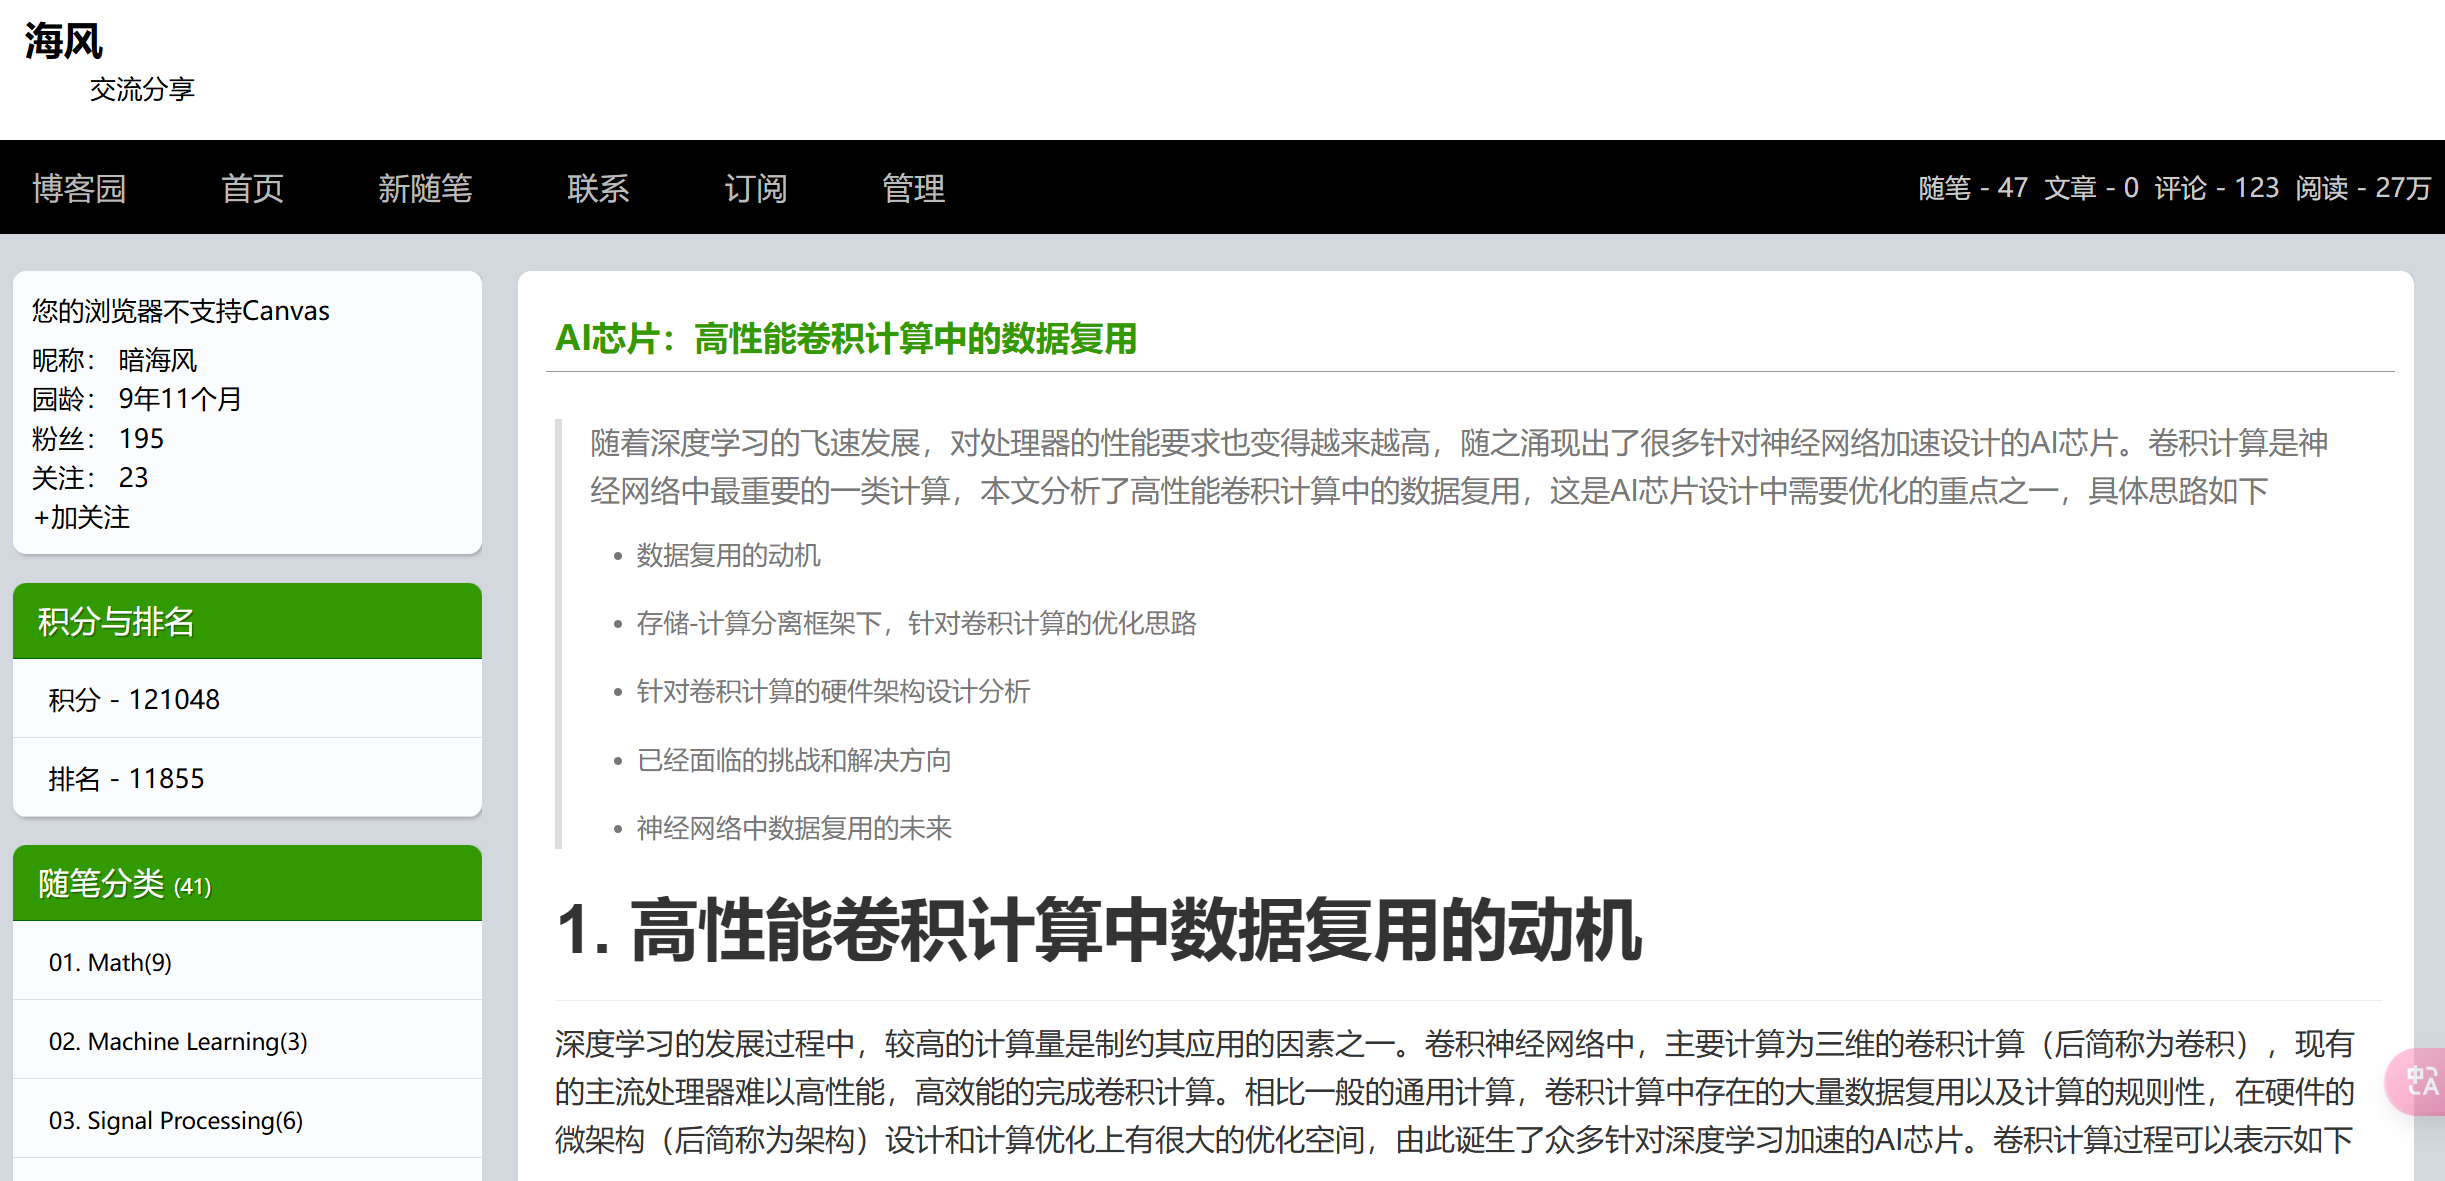 海风
交流分享
博客园 首页 新随笔 联系 订阅 管理
随笔 - 47 文章 - 0 评论 - 123 阅读 - 27万
您的浏览器不支持Canvas
昵称： 暗海风
园龄： 9年11个月
粉丝： 195
关注： 23
+加关注
积分与排名
积分 - 121048
排名 - 11855
随笔分类 (41)
01. Math(9)
02. Machine Learning(3)
03. Signal Processing(6)
AI芯片：高性能卷积计算中的数据复用
随着深度学习的飞速发展，对处理器的性能要求也变得越来越高，随之涌现出了很多针对神经网络加速设计的AI芯片。卷积计算是神
经网络中最重要的一类计算，本文分析了高性能卷积计算中的数据复用，这是AI芯片设计中需要优化的重点之一，具体思路如下
• 数据复用的动机
• 存储-计算分离框架下，针对卷积计算的优化思路
• 针对卷积计算的硬件架构设计分析
• 已经面临的挑战和解决方向
• 神经网络中数据复用的未来
1. 高性能卷积计算中数据复用的动机
深度学习的发展过程中，较高的计算量是制约其应用的因素之一。卷积神经网络中，主要计算为三维的卷积计算（后简称为卷积），现有
的主流处理器难以高性能，高效能的完成卷积计算。相比一般的通用计算，卷积计算中存在的大量数据复用以及计算的规则性，在硬件的
微架构（后简称为架构）设计和计算优化上有很大的优化空间，由此诞生了众多针对深度学习加速的AI芯片。卷积计算过程可以表示如下
中A